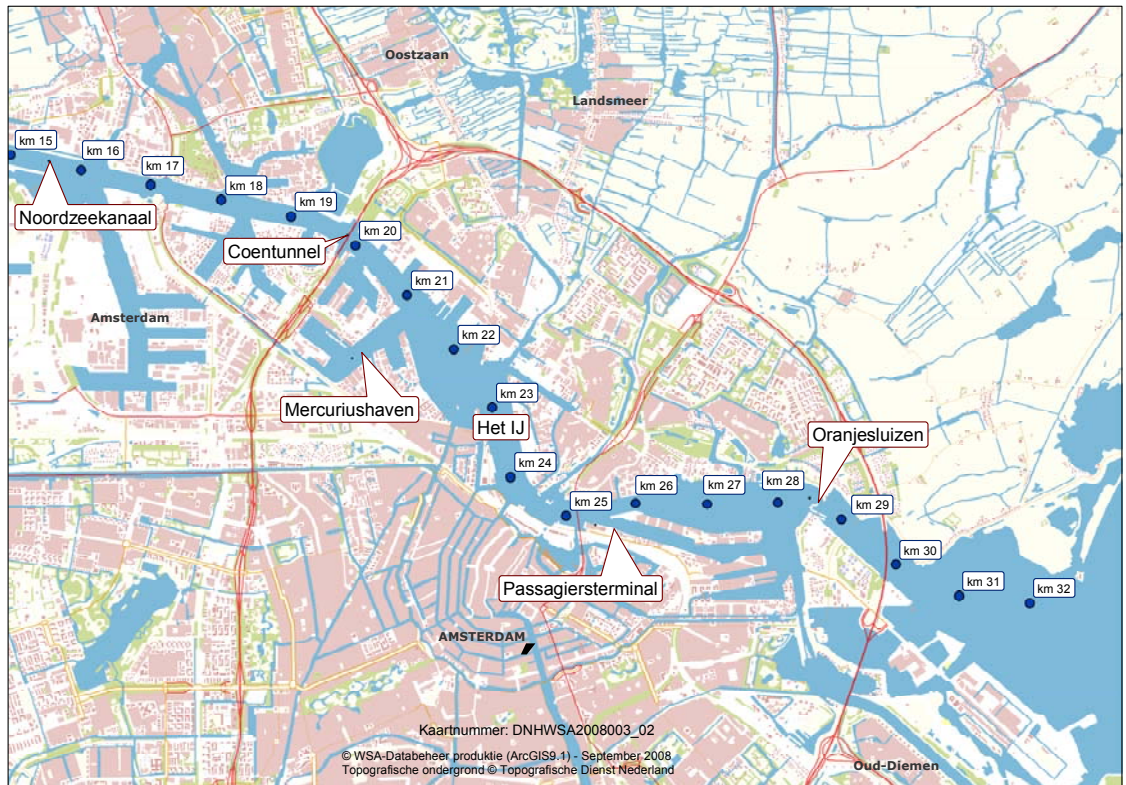 Oostzaan
Landsmeer
km 15
km 16
km 17
km 18
km 19
km 20
Noordzeekanaal
Coentunnel
km 21
Amsterdam
km 22
Mercuriushaven
km 23
Het IJ
Oranjesluizen
km 24
km 25
km 26
km 27
km 28
km 29
km 30
Passagiersterminal
km 31
km 32
AMSTERDAM
Kaartnummer: DNHWSA2008003_02
© WSA-Databeheer produktie (ArcGIS9.1) - September 2008
Topografische ondergrond © Topografische Dienst Nederland
Oud-Diemen